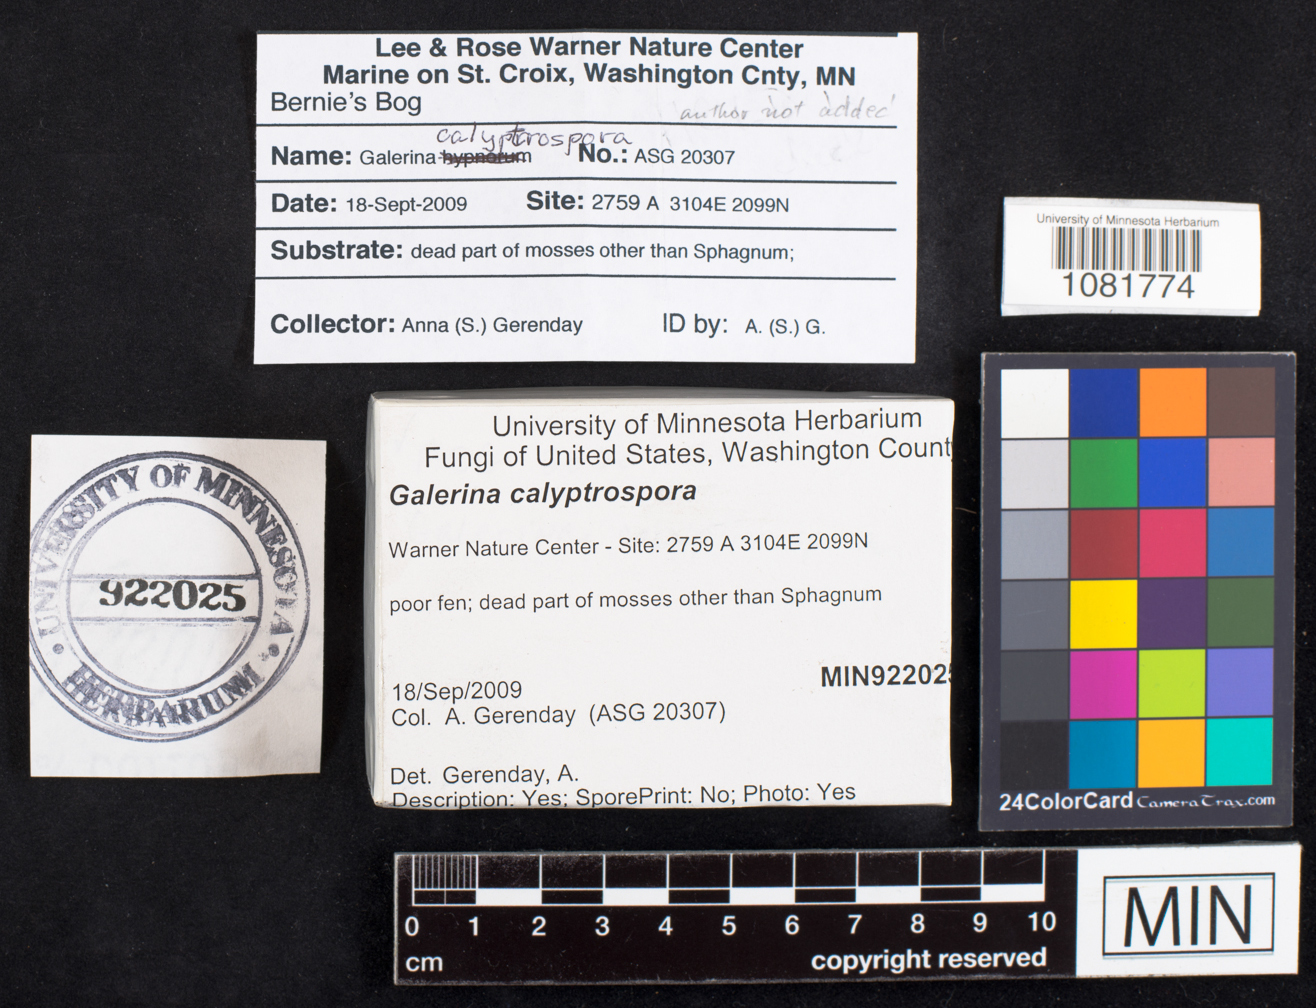 Lee & Rose Warner Nature Center
Marine on St. Croix, Washington Cnty, MN
Bernie's Bog
author not added
calyptrospora
Name: Galerina hypnorum No.: ASG 20307
Date: 18-Sept-2009 Site: 2759 A 3104E 2099N
Substrate: dead part of mosses other than Sphagnum;
Collector: Anna (S.) Gerenday ID by: A. (S.) G.
University of Minnesota Herbarium
1081774
UNIVERSITY OF MINNESOTA
922025
HERBARIUM
University of Minnesota Herbarium
Fungi of United States, Washington Count
Galerina calyptrospora
Warner Nature Center - Site: 2759 A 3104E 2099N
poor fen; dead part of mosses other than Sphagnum
MIN922025
18/Sep/2009
Col. A. Gerenday (ASG 20307)
Det. Gerenday, A.
Description: Yes; SporePrint: No; Photo: Yes
24ColorCard CameraTrax.com
0 1 2 3 4 5 6 7 8 9 10
cm copyright reserved
MIN